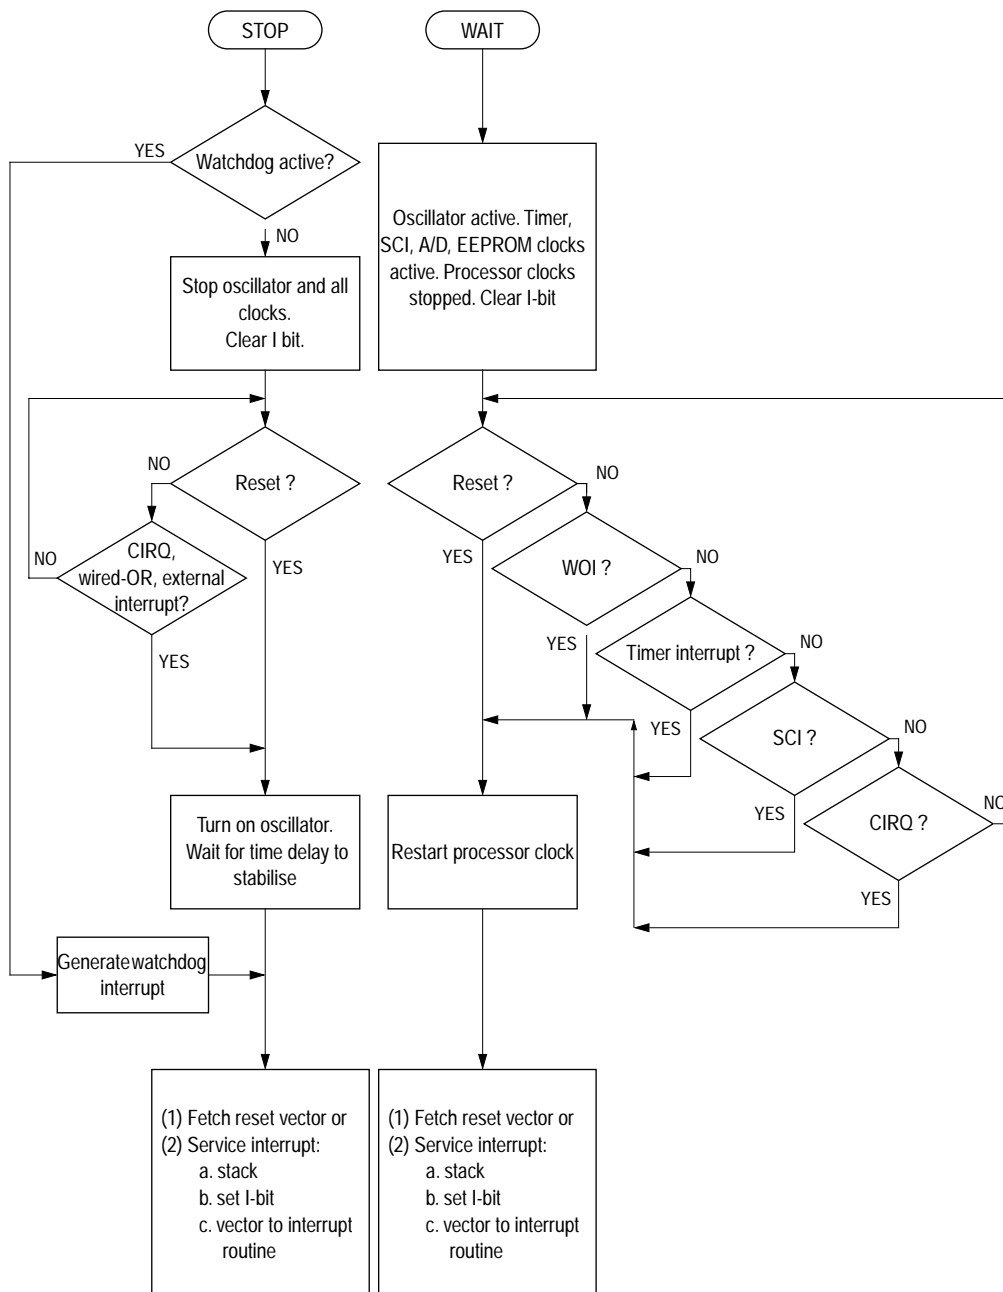 STOP
WAIT
YES
Watchdog active?
NO
Stop oscillator and all
clocks.
Clear I bit.
Oscillator active. Timer,
SCI, A/D, EEPROM clocks
active. Processor clocks
stopped. Clear I-bit
NO
Reset ?
YES
NO
CIRQ,
wired-OR, external
interrupt?
YES
Reset ?
NO
YES
WOI ?
NO
YES
Timer interrupt ?
NO
YES
SCI ?
NO
YES
CIRQ ?
NO
YES
Turn on oscillator.
Wait for time delay to
stabilise
Restart processor clock
Generate watchdog
interrupt
(1) Fetch reset vector or
(2) Service interrupt:
a. stack
b. set I-bit
c. vector to interrupt
routine
(1) Fetch reset vector or
(2) Service interrupt:
a. stack
b. set I-bit
c. vector to interrupt
routine